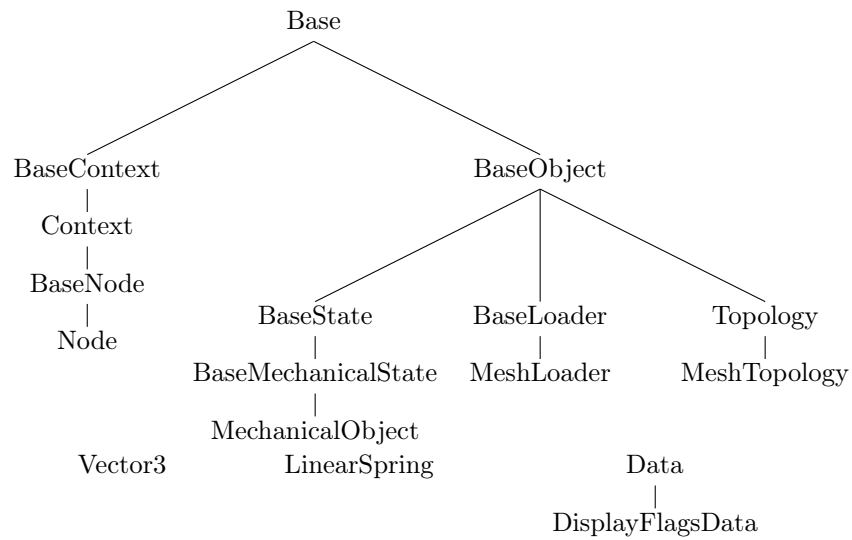 Base
BaseContext BaseObject
Context
BaseNode
Node
BaseState BaseLoader Topology
BaseMechanicalState MeshLoader MeshTopology
MechanicalObject
Vector3 LinearSpring Data
DisplayFlagsData